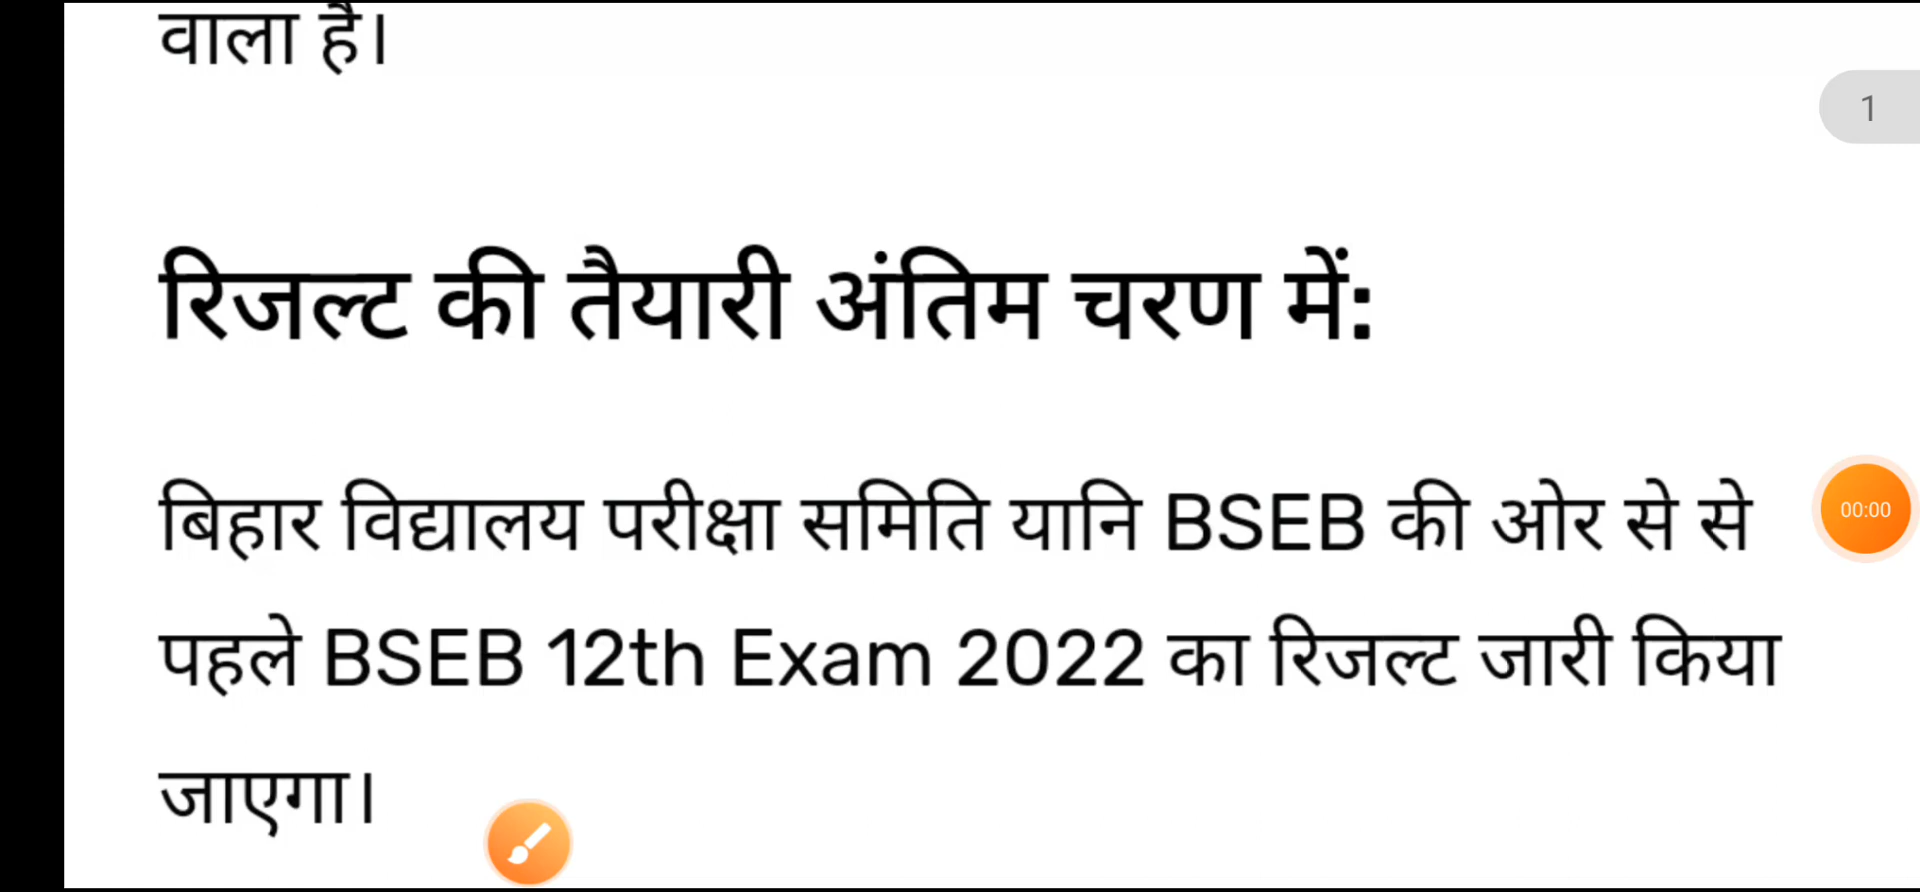 वाला है।
1
रिजल्ट की तैयारी अंतिम चरण में:
बिहार विद्यालय परीक्षा समिति यानि BSEB की ओर से से
00:00
पहले BSEB 12th Exam 2022 का रिजल्ट जारी किया
जाएगा।